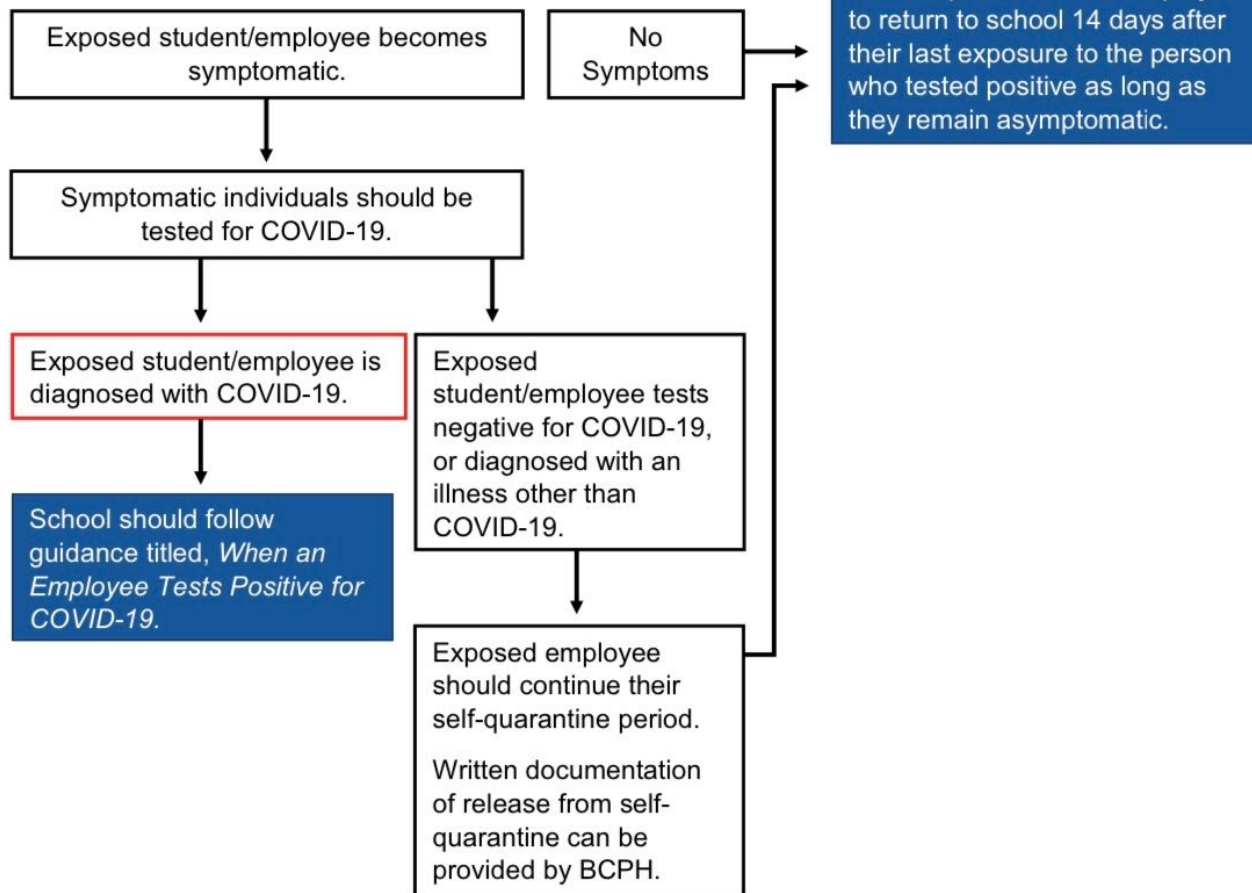 Exposed student/employee becomes
symptomatic.
No
Symptoms
to return to school 14 days after
their last exposure to the person
who tested positive as long as
they remain asymptomatic.
Symptomatic individuals should be
tested for COVID-19.
Exposed student/employee is
diagnosed with COVID-19.
Exposed
student/employee tests
negative for COVID-19,
or diagnosed with an
illness other than
COVID-19.
School should follow
guidance titled, When an
Employee Tests Positive for
COVID-19.
Exposed employee
should continue their
self-quarantine period.
Written documentation
of release from self-
quarantine can be
provided by BCPH.